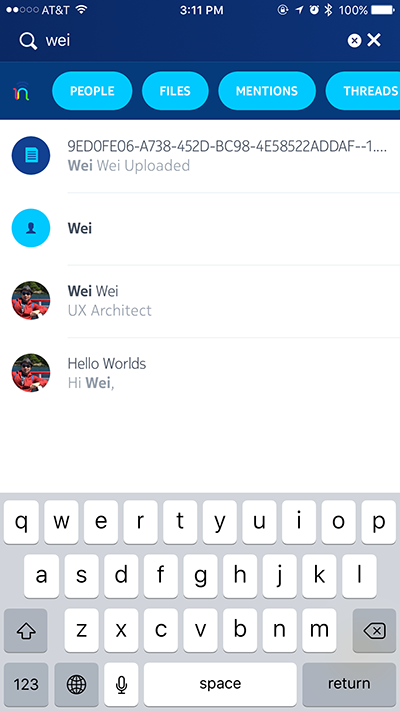 AT&T 3:11 PM 100%
wei
PEOPLE FILES MENTIONS THREADS
9ED0FE06-A738-452D-BC98-4E58522ADDAF--1....
Wei Wei Uploaded
Wei
Wei Wei
UX Architect
Hello Worlds
Hi Wei,
q w e r t y u i o p
a s d f g h j k l
z x c v b n m
123 space return